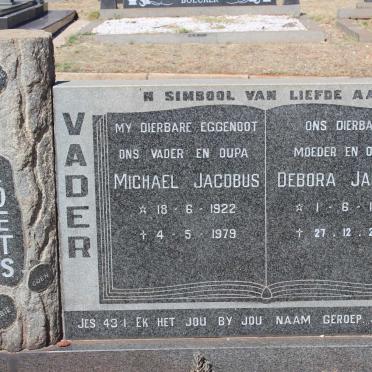 BOECKER
'N SIMBOOL VAN LIEFDE AA
VADER
MY DIERBARE EGGENOOT
ONS VADER EN OUPA
MICHAEL JACOBUS
☆ 18 - 6 - 1922
✝ 4 - 5 - 1979
ONS DIERBA
MOEDER EN O
DEBORA JA
☆ 1 - 6 - 1
✝ 27 . 12 . 2
JES 43:1 EK HET JOU BY JOU NAAM GEROEP